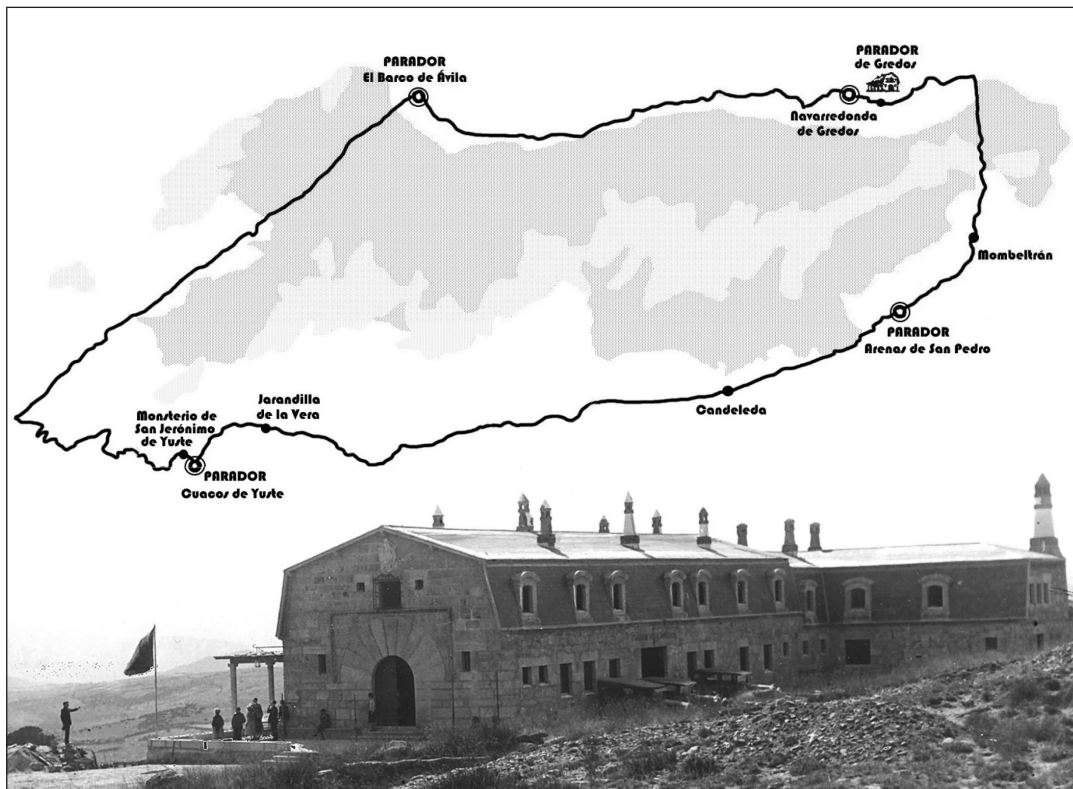 PARADOR
El Barco de Ávila
PARADOR
de Gredos
Navarredonda
de Gredos
Mombeltrán
PARADOR
Arenas de San Pedro
Candeleda
Jarandilla
de la Vera
Monsterio de
San Jerónimo
de Yuste
PARADOR
Cuacos de Yuste